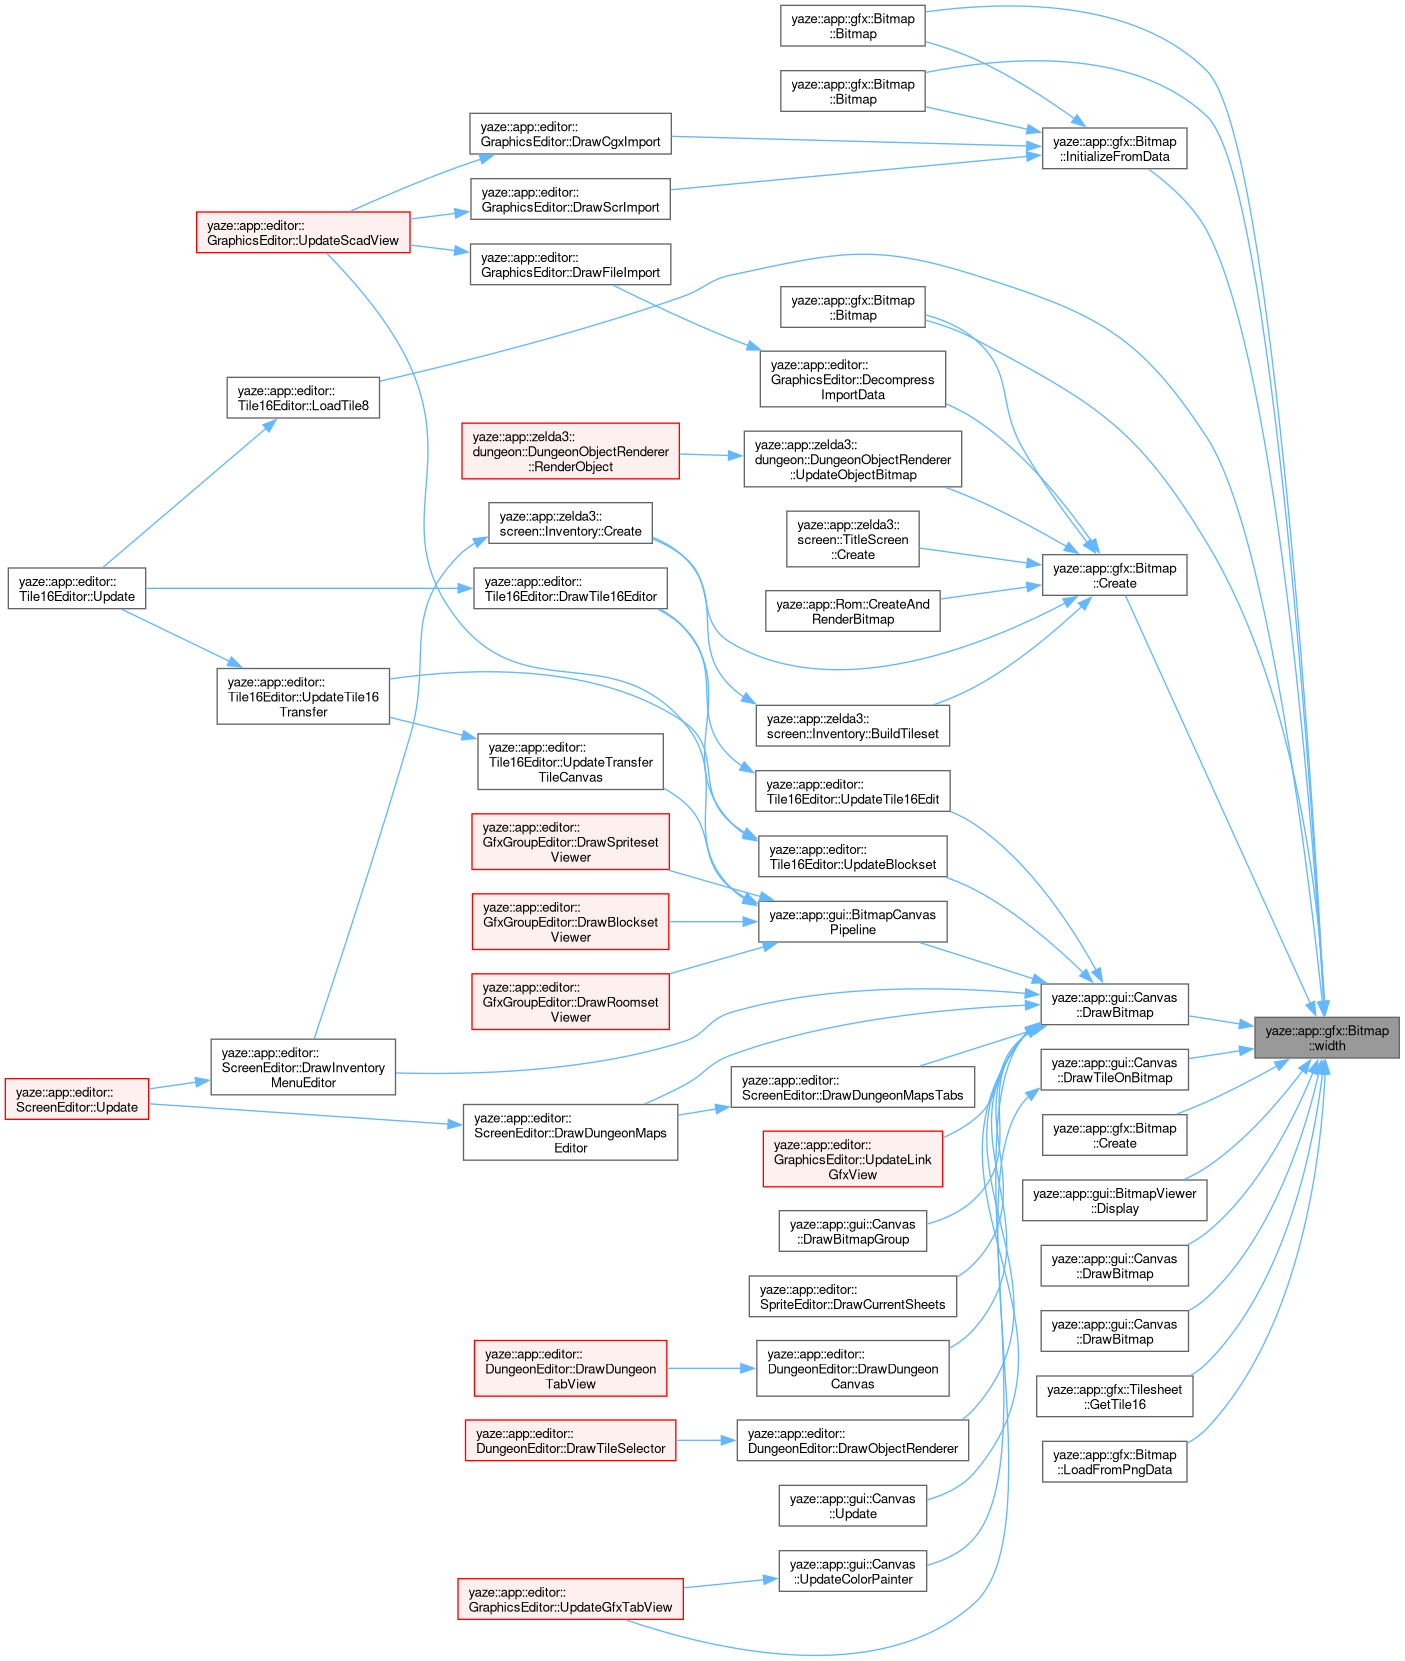 yaze::app::gfx::Bitmap
::Bitmap
yaze::app::gfx::Bitmap
::Bitmap
yaze::app::editor::
GraphicsEditor::DrawCgxImport
yaze::app::gfx::Bitmap
::InitializeFromData
yaze::app::editor::
GraphicsEditor::DrawScrImport
yaze::app::editor::
GraphicsEditor::UpdateScadView
yaze::app::editor::
GraphicsEditor::DrawFileImport
yaze::app::gfx::Bitmap
::Bitmap
yaze::app::editor::
GraphicsEditor::Decompress
ImportData
yaze::app::editor::
Tile16Editor::LoadTile8
yaze::app::zelda3::
dungeon::DungeonObjectRenderer
::RenderObject
yaze::app::zelda3::
dungeon::DungeonObjectRenderer
::UpdateObjectBitmap
yaze::app::zelda3::
screen::Inventory::Create
yaze::app::zelda3::
screen::TitleScreen
::Create
yaze::app::gfx::Bitmap
::Create
yaze::app::editor::
Tile16Editor::Update
yaze::app::editor::
Tile16Editor::DrawTile16Editor
yaze::app::Rom::CreateAnd
RenderBitmap
yaze::app::editor::
Tile16Editor::UpdateTile16
Transfer
yaze::app::zelda3::
screen::Inventory::BuildTileset
yaze::app::editor::
Tile16Editor::UpdateTransfer
TileCanvas
yaze::app::editor::
Tile16Editor::UpdateTile16Edit
yaze::app::editor::
GfxGroupEditor::DrawSpriteset
Viewer
yaze::app::editor::
Tile16Editor::UpdateBlockset
yaze::app::editor::
GfxGroupEditor::DrawBlockset
Viewer
yaze::app::gui::BitmapCanvas
Pipeline
yaze::app::editor::
GfxGroupEditor::DrawRoomset
Viewer
yaze::app::gui::Canvas
::DrawBitmap
yaze::app::gfx::Bitmap
::width
yaze::app::editor::
ScreenEditor::DrawInventory
MenuEditor
yaze::app::gui::Canvas
::DrawTileOnBitmap
yaze::app::editor::
ScreenEditor::Update
yaze::app::editor::
ScreenEditor::DrawDungeonMapsTabs
yaze::app::editor::
ScreenEditor::DrawDungeonMaps
Editor
yaze::app::gfx::Bitmap
::Create
yaze::app::editor::
GraphicsEditor::UpdateLink
GfxView
yaze::app::gui::BitmapViewer
::Display
yaze::app::gui::Canvas
::DrawBitmapGroup
yaze::app::gui::Canvas
::DrawBitmap
yaze::app::editor::
SpriteEditor::DrawCurrentSheets
yaze::app::gui::Canvas
::DrawBitmap
yaze::app::editor::
DungeonEditor::DrawDungeon
TabView
yaze::app::editor::
DungeonEditor::DrawDungeon
Canvas
yaze::app::gfx::Tilesheet
::GetTile16
yaze::app::editor::
DungeonEditor::DrawTileSelector
yaze::app::editor::
DungeonEditor::DrawObjectRenderer
yaze::app::gfx::Bitmap
::LoadFromPngData
yaze::app::gui::Canvas
::Update
yaze::app::gui::Canvas
::UpdateColorPainter
yaze::app::editor::
GraphicsEditor::UpdateGfxTabView